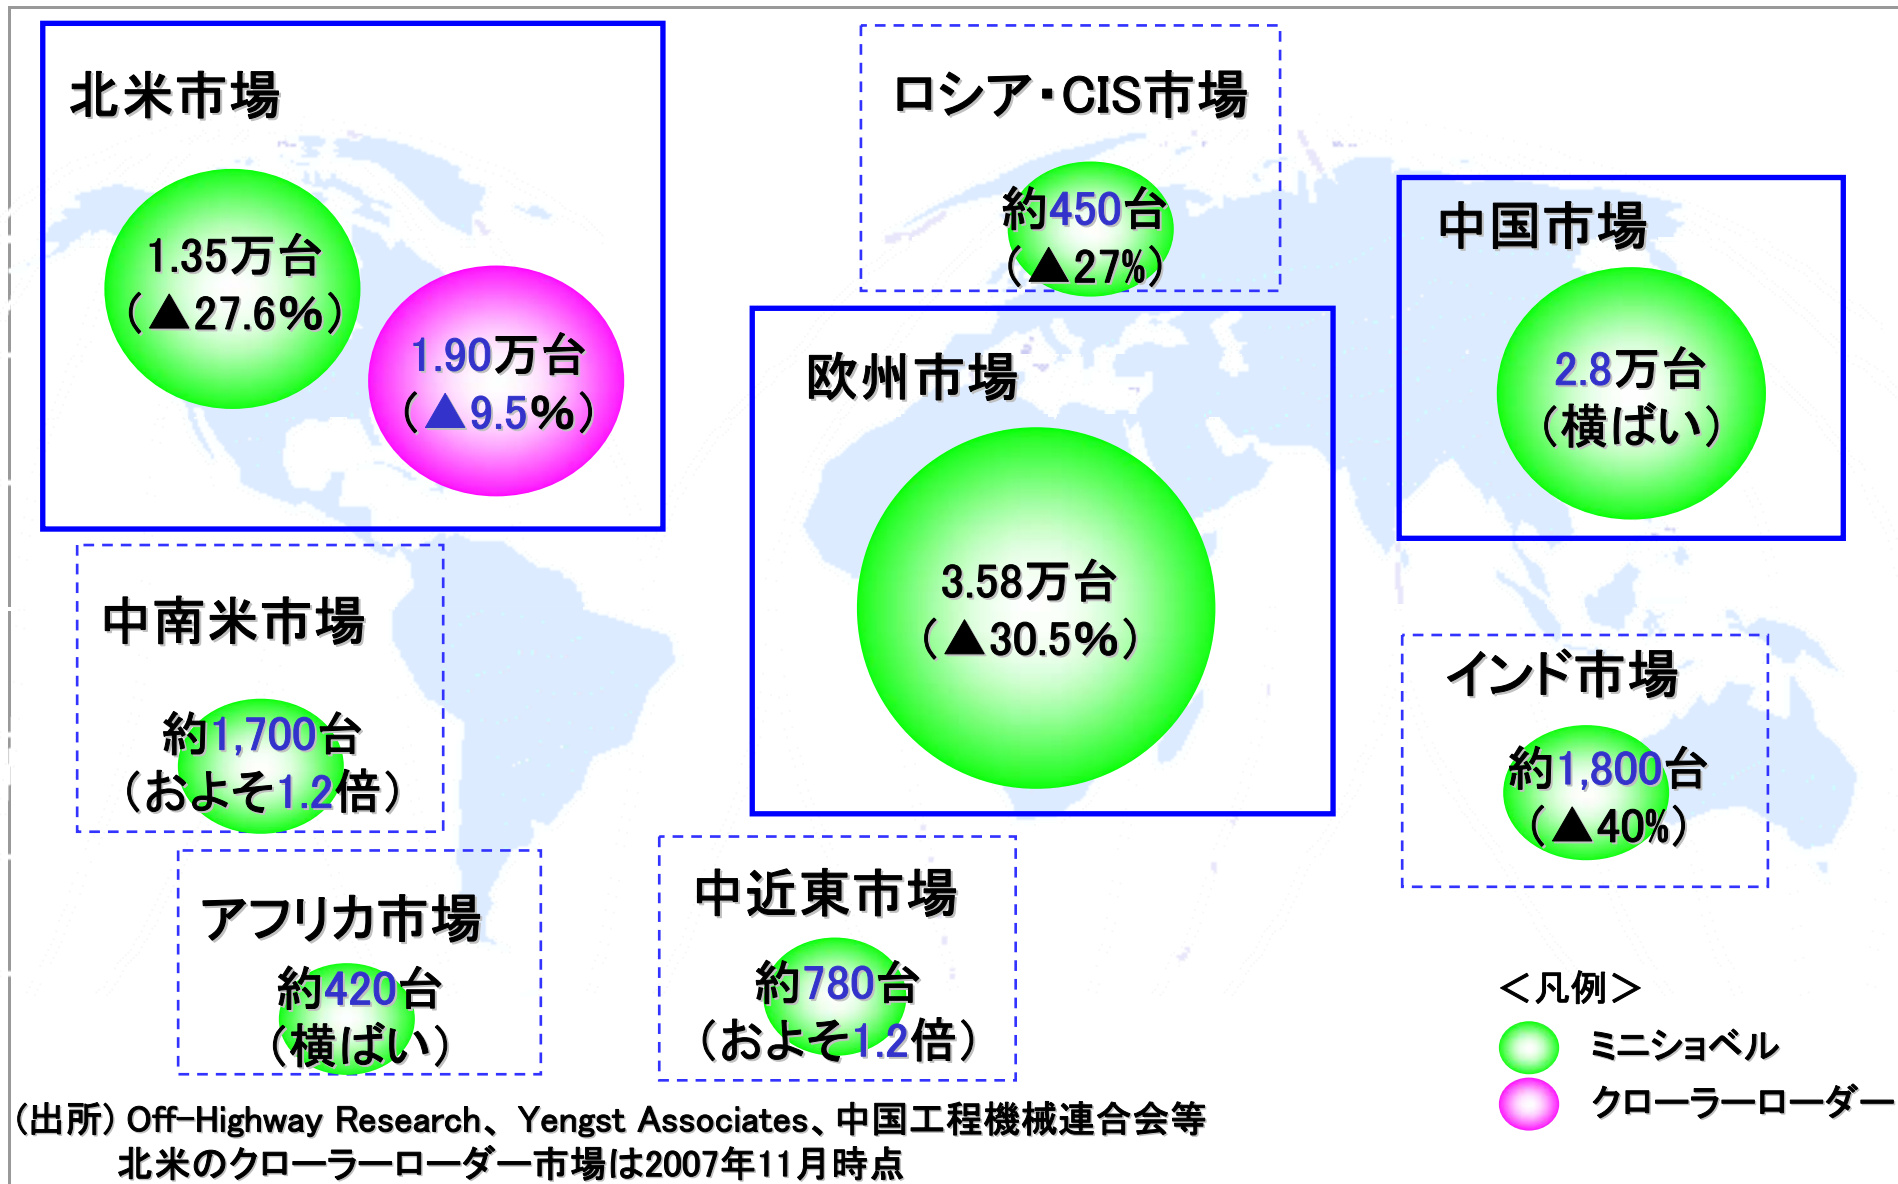 北米市場
1.35万台
(▲27.6%)
1.90万台
(▲9.5%)
ロシア・CIS市場
約450台
(▲27%)
中国市場
2.8万台
(横ばい)
欧州市場
3.58万台
(▲30.5%)
中南米市場
約1,700台
(およそ1.2倍)
インド市場
約1,800台
(▲40%)
アフリカ市場
約420台
(横ばい)
中近東市場
約780台
(およそ1.2倍)
＜凡例＞
ミニショベル
クローラーローダー
(出所) Off-Highway Research、Yengst Associates、中国工程機械連合会等
北米のクローラーローダー市場は2007年11月時点